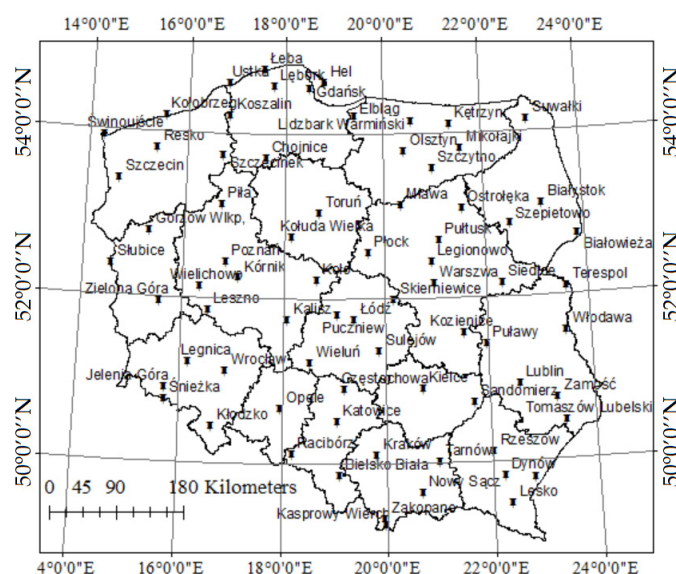 14°0'0"E 16°0'0"E 18°0'0"E 20°0'0"E 22°0'0"E 24°0'0"E
54°0'0"N
54°0'0"N
52°0'0"N
52°0'0"N
50°0'0"N
50°0'0"N
Łeba
Ustka
Lębork
Hel
Gdańsk
Kołobrzeg
Koszalin
Elbląg
Kętrzyn
Suwałki
Swinoujście
Lidzbark Warmiński
Resko
Chojnice
Olsztyn
Mikołajki
Szczecin
Szczecinek
Szczytno
Piła
Toruń
Mława
Ostrołęka
Białystok
Gorzów Wlkp,
Kołuda Wielka
Szepietowo
Pułtusk
Białowieża
Słubice
Poznań
Płock
Legionowo
Wielichowo
Kórnik
Koło
Warszwa
Siedlce
Terespol
Zielona Góra
Leszno
Skierniewice
Kalisz
Łódź
Włodawa
Puczniew
Kozienice
Puławy
Legnica
Wrocław
Wieluń
Sulejów
Jelenia Góra
Śnieżka
Częstochowa
Kielce
Lublin
Zamość
Opole
Sandomierz
Kłodzko
Katowice
Tomaszów Lubelski
Racibórz
Kraków
Tarnów
Rzeszów
Bielsko Biała
Dynów
Nowy Sącz
Lesko
Kasprowy Wierch
Zakopane
0 45 90 180 Kilometers
4°0'0"E 16°0'0"E 18°0'0"E 20°0'0"E 22°0'0"E 24°0'0"E